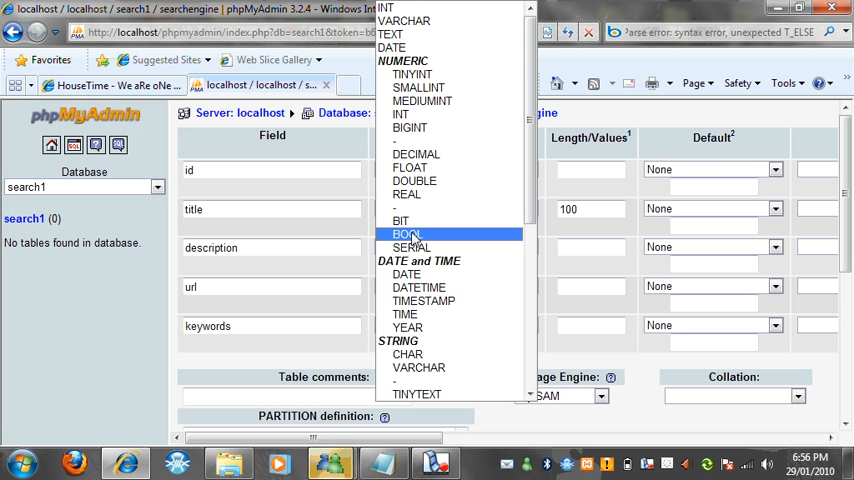 localhost / localhost / search1 / searchengine | phpMyAdmin 3.2.4 - Windows Int
http://localhost/phpmyadmin/index.php?db=search1&token=b6
Parse error: syntax error, unexpected T_ELSE
Favorites
Suggested Sites
Web Slice Gallery
HouseTime - We aRe oNe ...
localhost / localhost / s...
Page
Safety
Tools
phpMyAdmin
Database
search1
search1 (0)
No tables found in database.
Server: localhost
Database:
Field
Length/Values1
Default2
id
None
title
100
None
description
None
url
None
keywords
None
INT
VARCHAR
TEXT
DATE
NUMERIC
TINYINT
SMALLINT
MEDIUMINT
INT
BIGINT
-
DECIMAL
FLOAT
DOUBLE
REAL
-
BIT
BOOL
SERIAL
DATE and TIME
DATE
DATETIME
TIMESTAMP
TIME
YEAR
STRING
CHAR
VARCHAR
-
TINYTEXT
Table comments:
Engine:
Collation:
PARTITION definition:
6:56 PM
29/01/2010